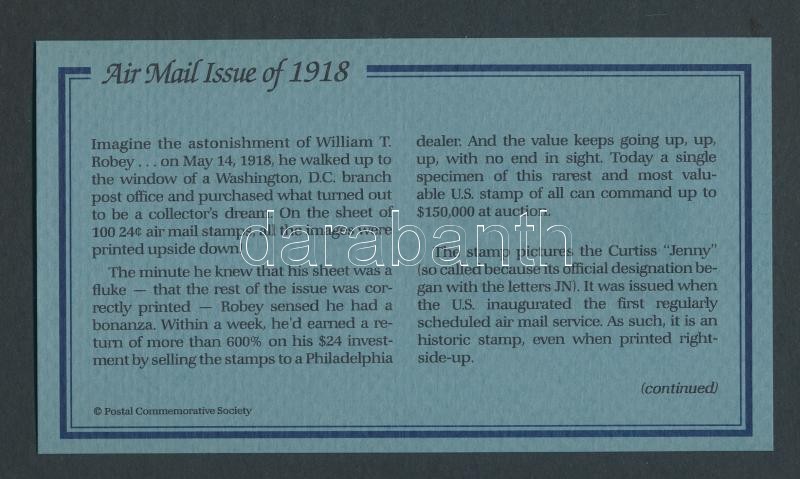 Air Mail Issue of 1918
Imagine the astonishment of William T.
Robey . . . on May 14, 1918, he walked up to
the window of a Washington, D.C. branch
post office and purchased what turned out
to be a collector's dream. On the sheet of
100 24¢ air mail stamps, all the images were
printed upside down.
The minute he knew that his sheet was a
fluke — that the rest of the issue was cor-
rectly printed — Robey sensed he had a
bonanza. Within a week, he'd earned a re-
turn of more than 600% on his $24 invest-
ment by selling the stamps to a Philadelphia
dealer. And the value keeps going up, up,
up, with no end in sight. Today a single
specimen of this rarest and most valu-
able U.S. stamp of all can command up to
$150,000 at auction.
The stamp pictures the Curtiss "Jenny"
(so called because its official designation be-
gan with the letters JN). It was issued when
the U.S. inaugurated the first regularly
scheduled air mail service. As such, it is an
historic stamp, even when printed right-
side-up.
(continued)
© Postal Commemorative Society
darabanth